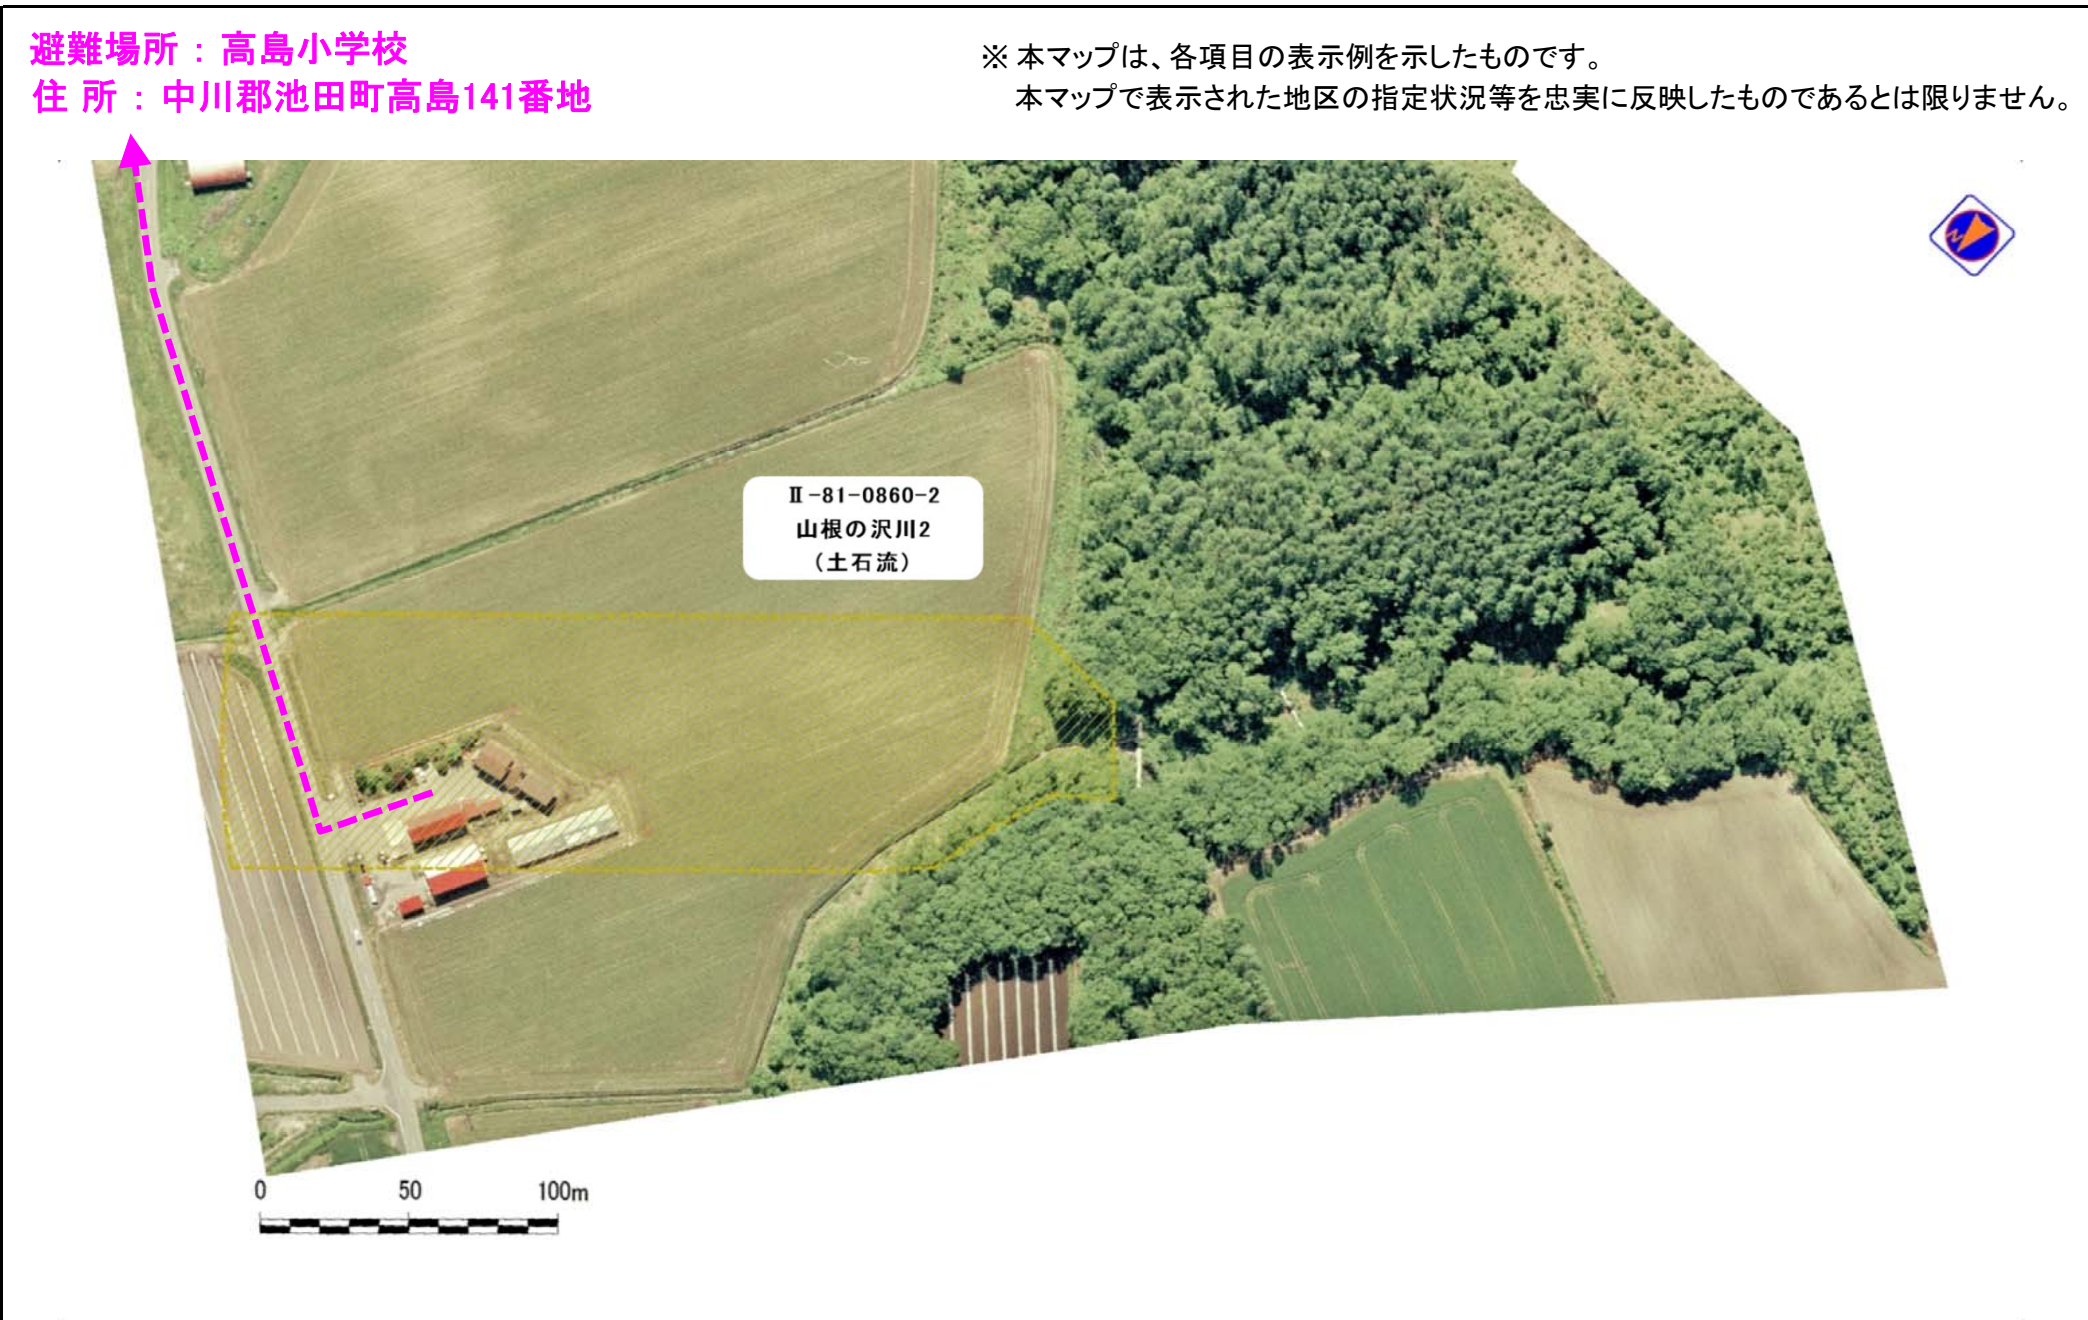 避難場所：高島小学校
住 所：中川郡池田町高島141番地
※ 本マップは、各項目の表示例を示したものです。
本マップで表示された地区の指定状況等を忠実に反映したものであるとは限りません。
N
Ⅱ-81-0860-2
山根の沢川2
（土石流）
0 50 100m